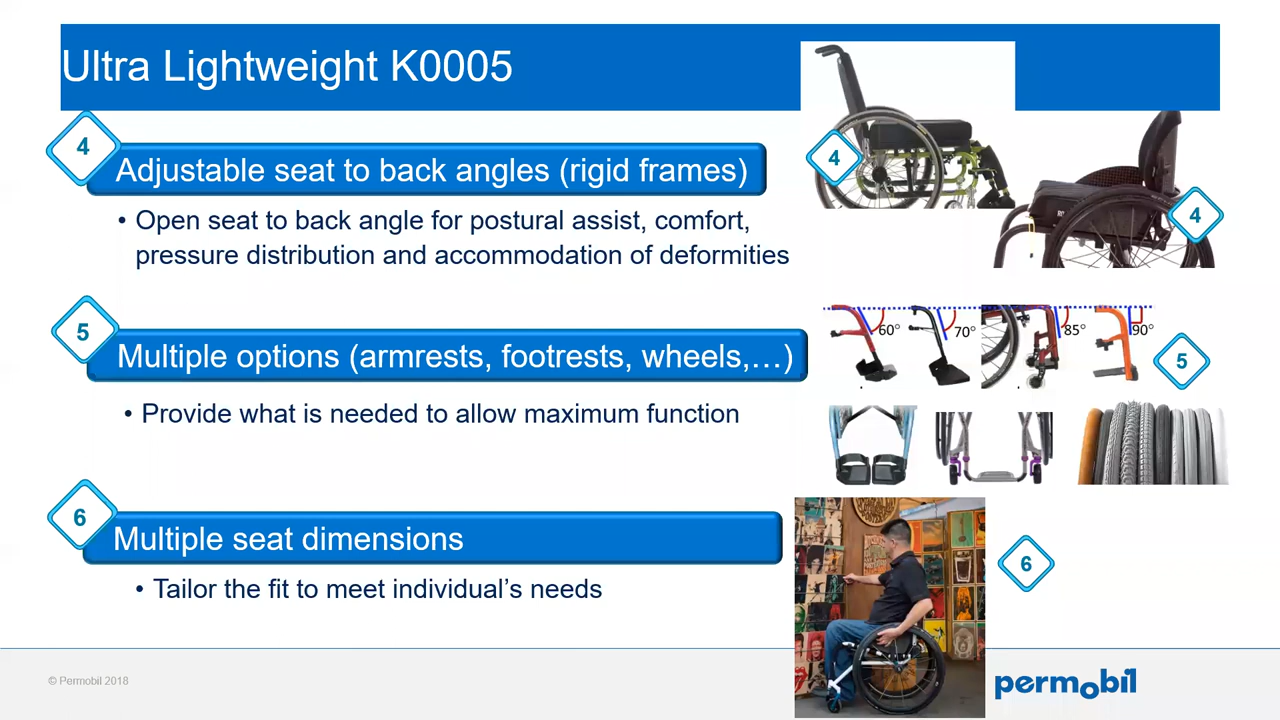 Ultra Lightweight K0005
4
Adjustable seat to back angles (rigid frames)
• Open seat to back angle for postural assist, comfort,
pressure distribution and accommodation of deformities
4
4
5
Multiple options (armrests, footrests, wheels,…)
• Provide what is needed to allow maximum function
60°
70°
85°
90°
5
6
Multiple seat dimensions
• Tailor the fit to meet individual’s needs
6
© Permobil 2018
permobil